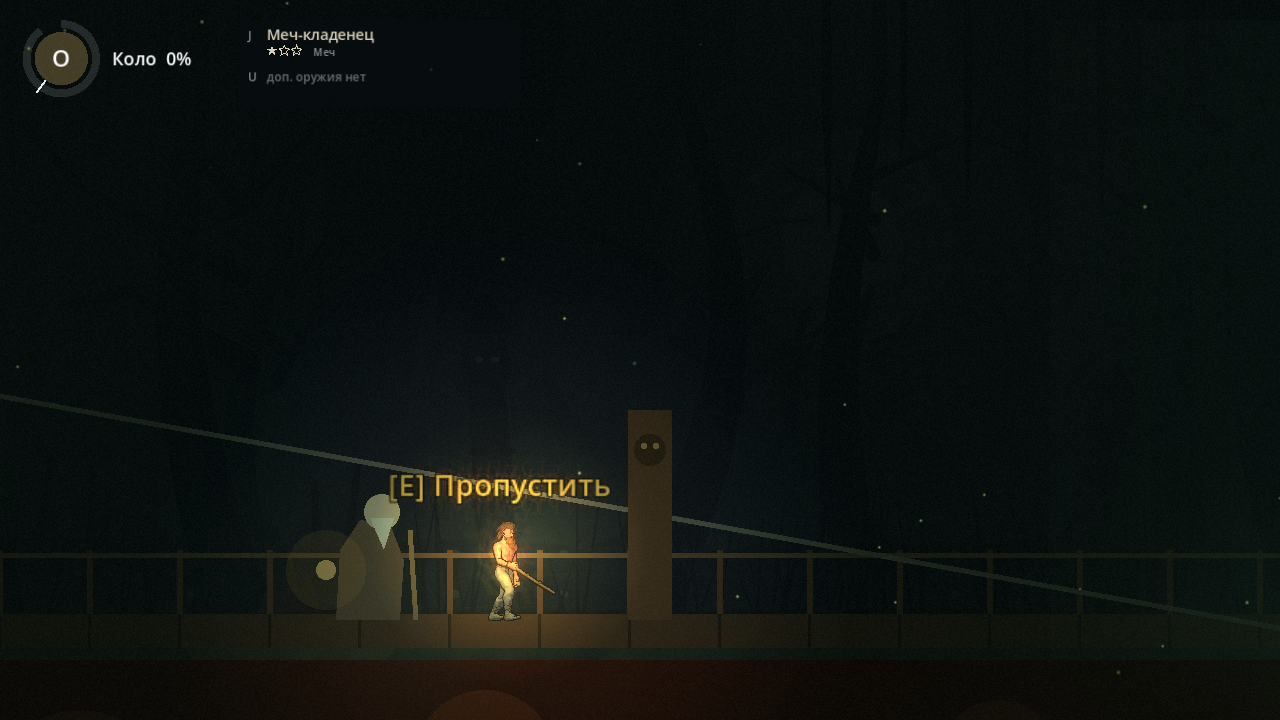 О
Коло 0%
J Меч-кладенец
★☆☆ Меч
U доп. оружия нет
[E] Пропустить